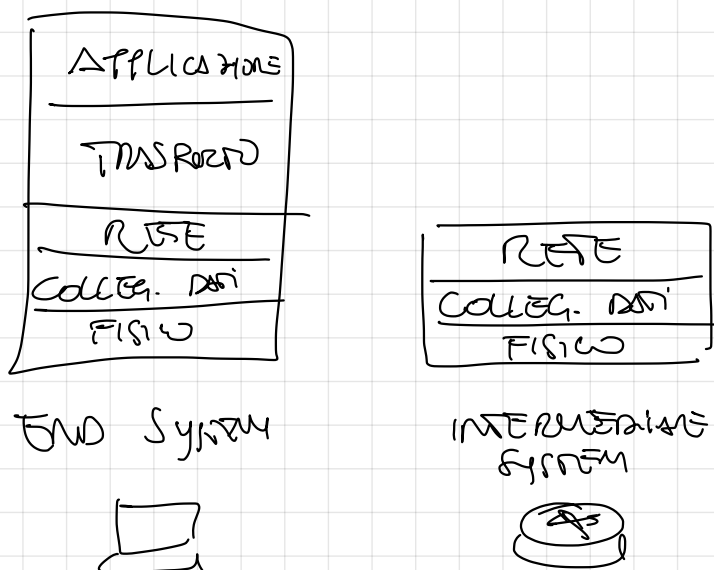 APPLICAZIONE
TRASPORTO
RETE
COLLEG. DATI
FISICO
END SYSTEM
RETE
COLLEG. DATI
FISICO
INTERMEDIATE
SYSTEM